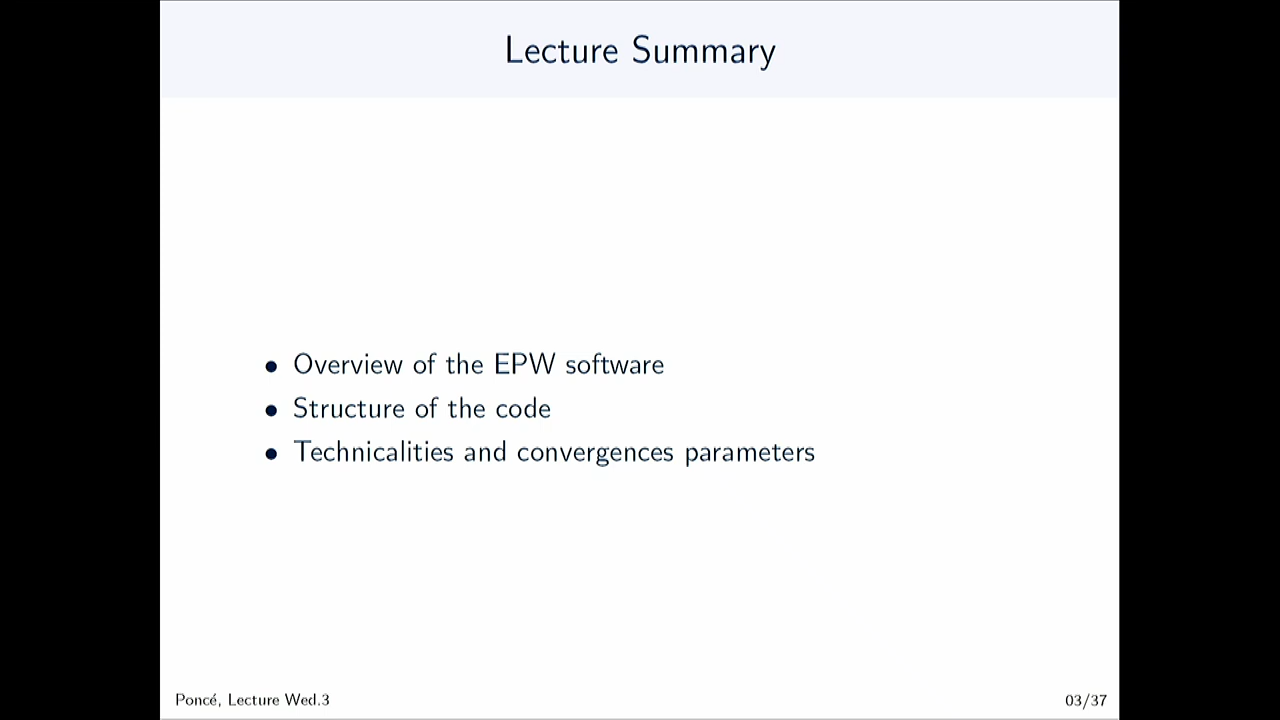 Lecture Summary
• Overview of the EPW software
• Structure of the code
• Technicalities and convergences parameters
Poncé, Lecture Wed.3
03/37